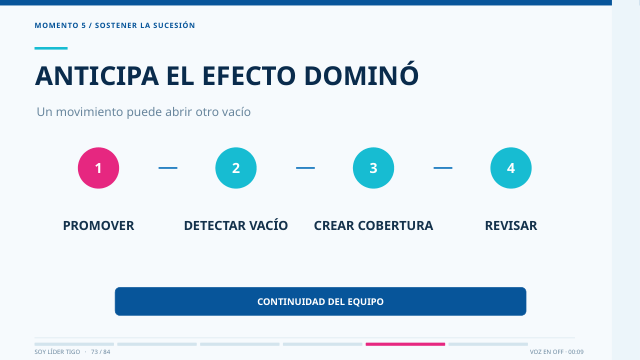 MOMENTO 5 / SOSTENER LA SUCESIÓN
ANTICIPA EL EFECTO DOMINÓ
Un movimiento puede abrir otro vacío
1 2 3 4
PROMOVER DETECTAR VACÍO CREAR COBERTURA REVISAR
CONTINUIDAD DEL EQUIPO
SOY LÍDER TIGO · 73 / 84 VOZ EN OFF · 00:09